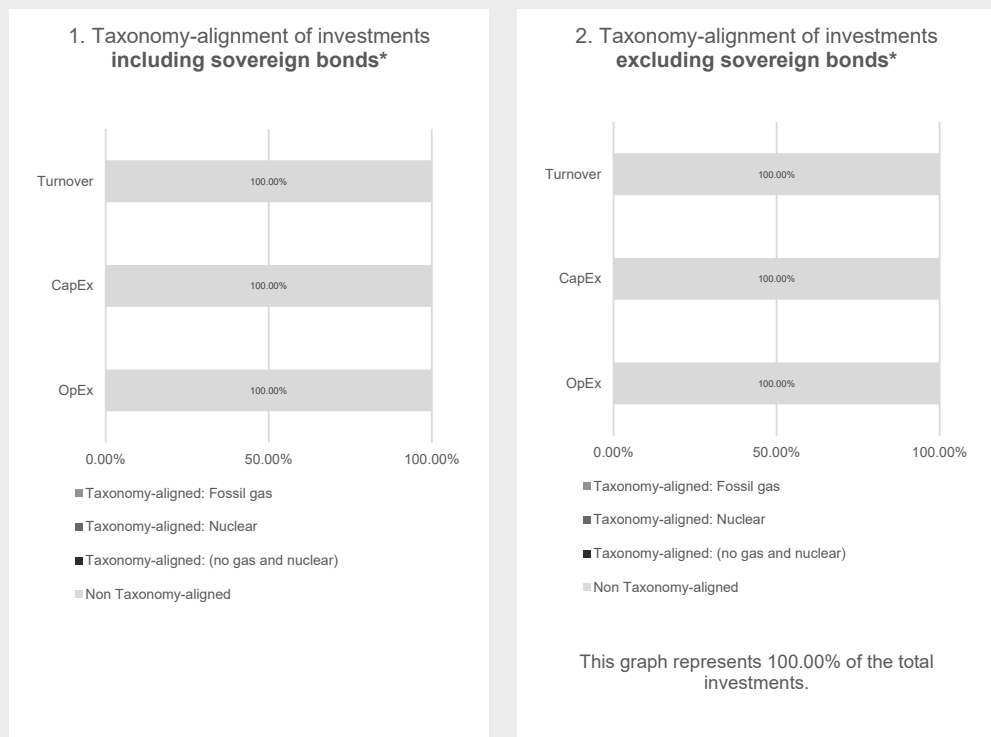 1. Taxonomy-alignment of investments
including sovereign bonds*
Turnover
100.00%
CapEx
100.00%
OpEx
100.00%
0.00% 50.00% 100.00%
Taxonomy-aligned: Fossil gas
Taxonomy-aligned: Nuclear
Taxonomy-aligned: (no gas and nuclear)
Non Taxonomy-aligned
2. Taxonomy-alignment of investments
excluding sovereign bonds*
Turnover
100.00%
CapEx
100.00%
OpEx
100.00%
0.00% 50.00% 100.00%
Taxonomy-aligned: Fossil gas
Taxonomy-aligned: Nuclear
Taxonomy-aligned: (no gas and nuclear)
Non Taxonomy-aligned
This graph represents 100.00% of the total
investments.